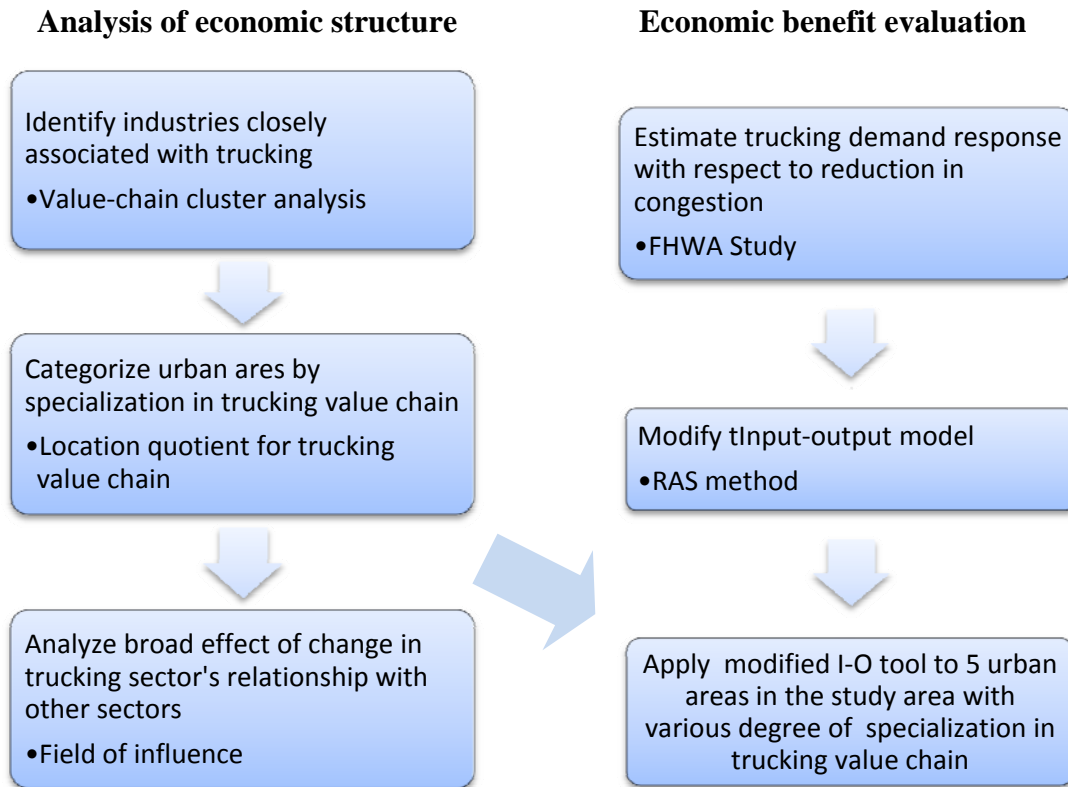 Analysis of economic structure
Identify industries closely
associated with trucking
•Value-chain cluster analysis
Categorize urban ares by
specialization in trucking value chain
•Location quotient for trucking
value chain
Analyze broad effect of change in
trucking sector's relationship with
other sectors
•Field of influence
Economic benefit evaluation
Estimate trucking demand response
with respect to reduction in
congestion
•FHWA Study
Modify tInput-output model
•RAS method
Apply modified I-O tool to 5 urban
areas in the study area with
various degree of specialization in
trucking value chain